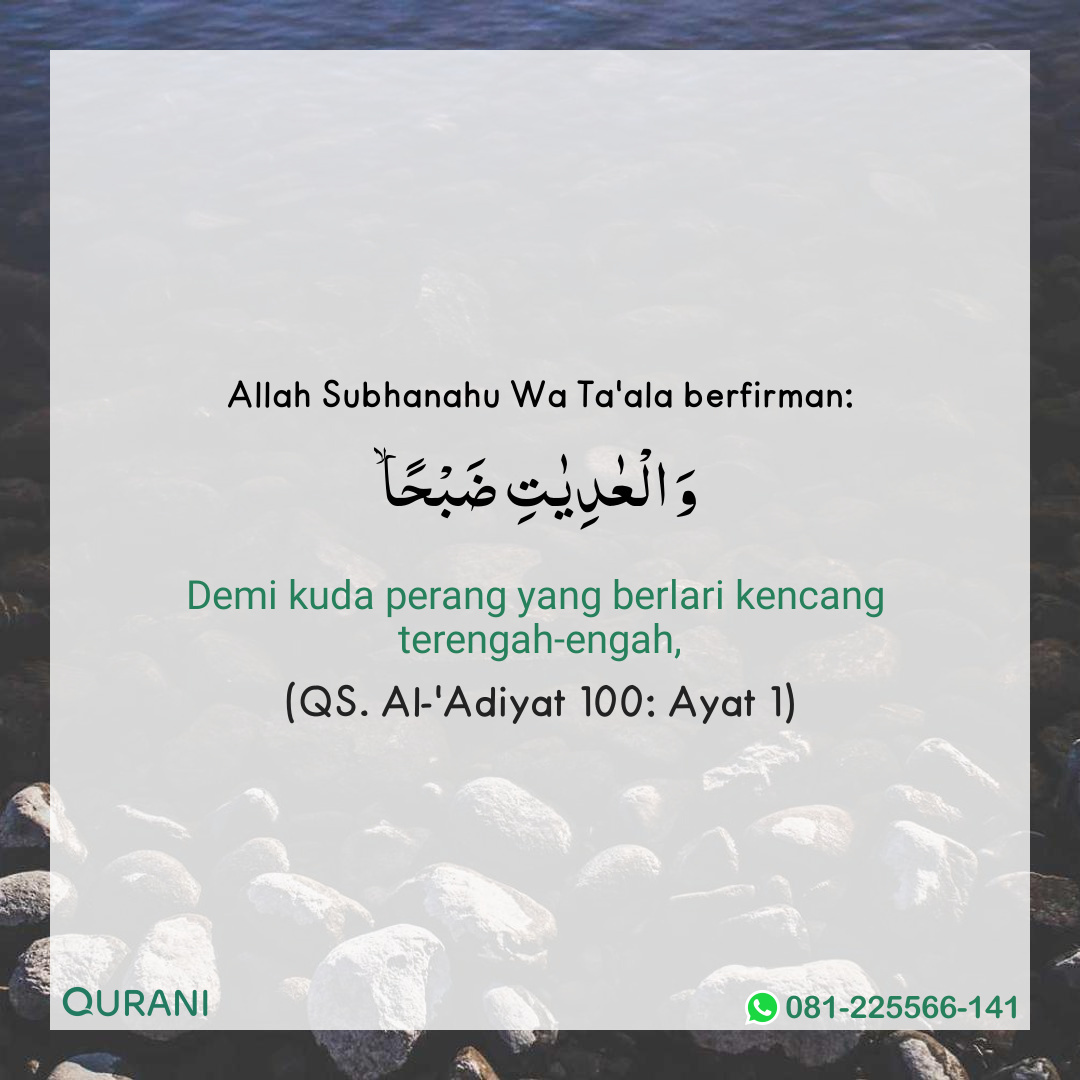 Allah Subhanahu Wa Ta'ala berfirman:
وَالْعٰدِيٰتِ ضَبْحًاۙ
Demi kuda perang yang berlari kencang
terengah-engah,
(QS. Al-'Adiyat 100: Ayat 1)
QURANI
081-225566-141